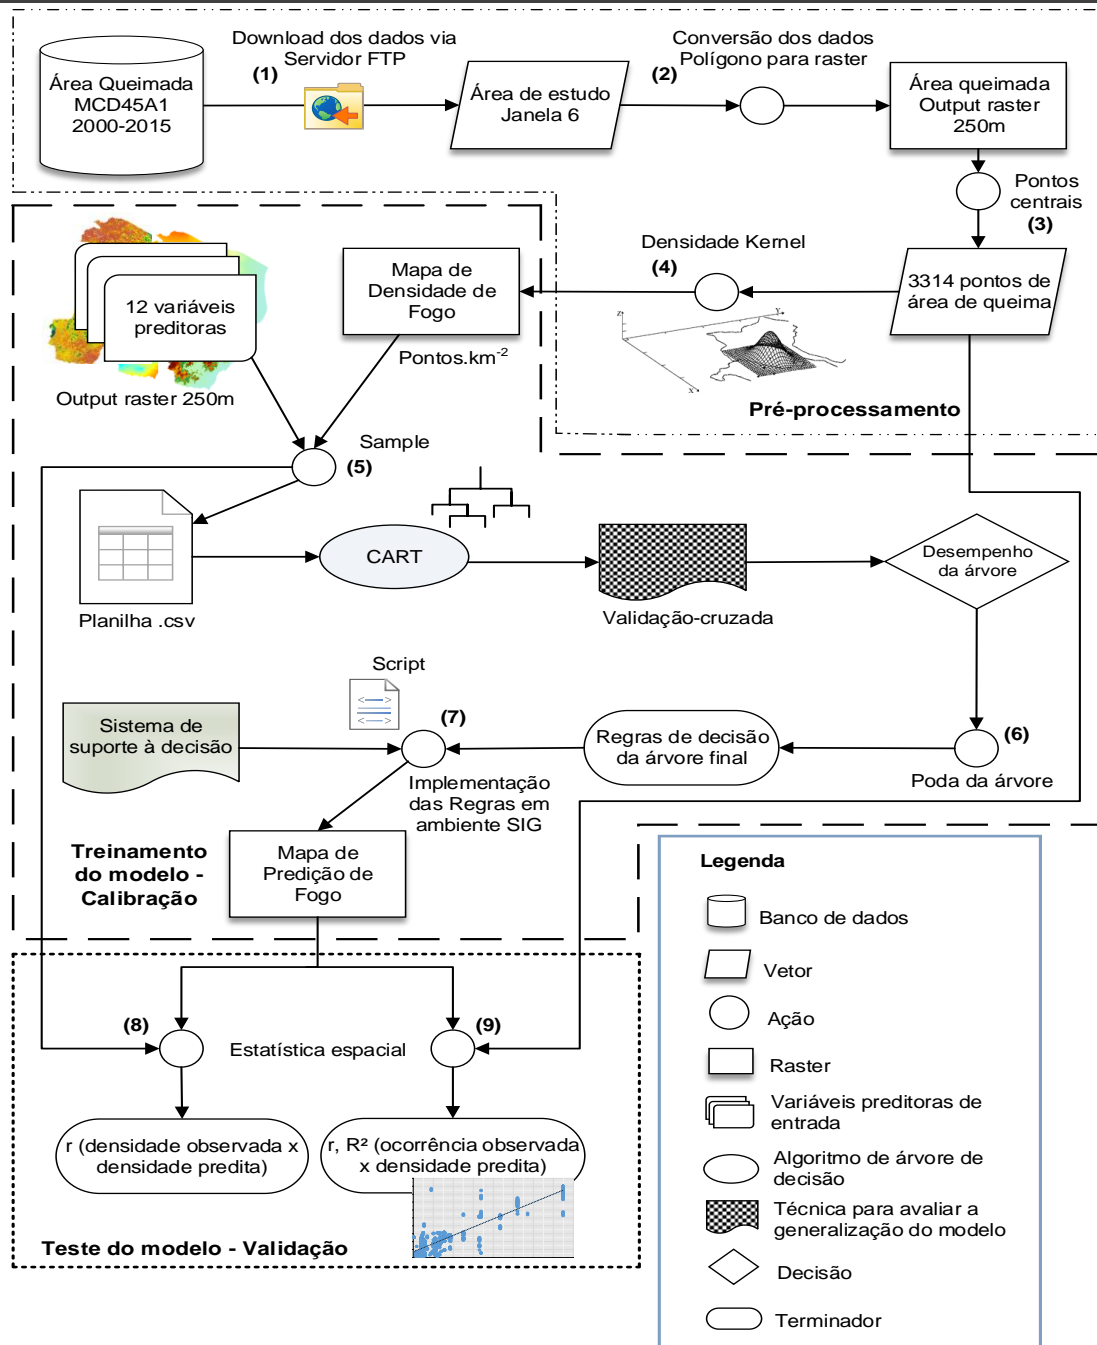 Download dos dados via
Servidor FTP
(1)
Conversão dos dados
Polígono para raster
(2)
Área Queimada
MCD45A1
2000-2015
Área de estudo
Janela 6
Área queimada
Output raster
250m
Pontos
centrais
(3)
Densidade Kernel
(4)
3314 pontos de
área de queima
Mapa de
Densidade de
Fogo
Pontos.km-2
12 variáveis
preditoras
Output raster 250m
z
y
x
Pré-processamento
Sample
(5)
CART
Planilha .csv
Validação-cruzada
Desempenho
da árvore
Script
<-->
<-->
(7)
Sistema de
suporte à decisão
Regras de decisão
da árvore final
(6)
Poda da árvore
Implementação
das Regras em
ambiente SIG
Treinamento
do modelo -
Calibração
Mapa de
Predição de
Fogo
(8)
Estatística espacial
(9)
r (densidade observada x
densidade predita)
r, R² (ocorrência observada
x densidade predita)
Teste do modelo - Validação
Legenda
Banco de dados
Vetor
Ação
Raster
Variáveis preditoras de
entrada
Algoritmo de árvore de
decisão
Técnica para avaliar a
generalização do modelo
Decisão
Terminador